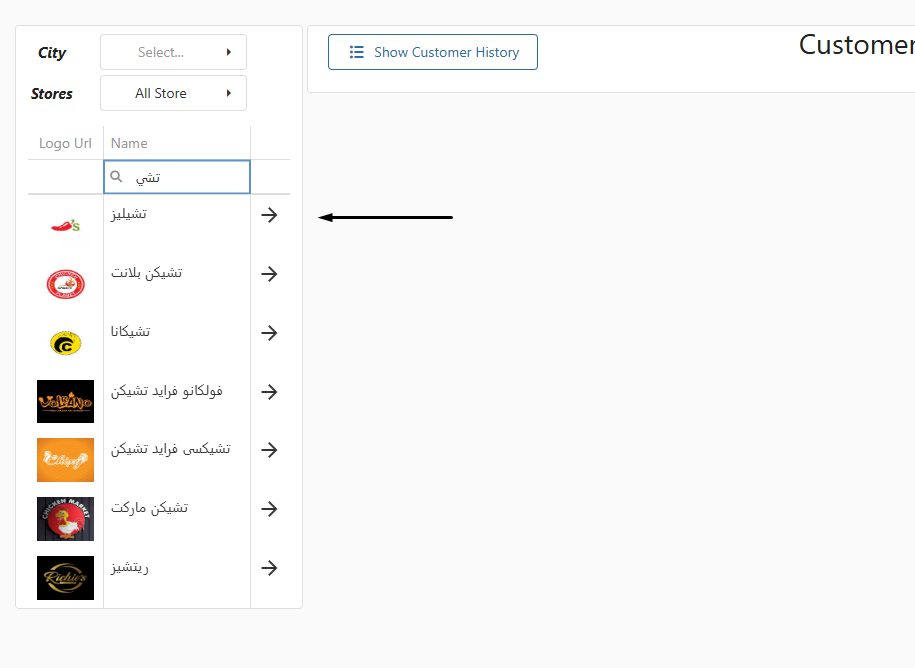 City
Select...
Show Customer History
Customer
Stores
All Store
Logo Url
Name
تشي
تشيليز
تشيكن بلانت
تشيكانا
فولكانو فرايد تشيكن
تشيكسى فرايد تشيكن
CHICKEN MARKET
تشيكن ماركت
Richie's
ريتشيز